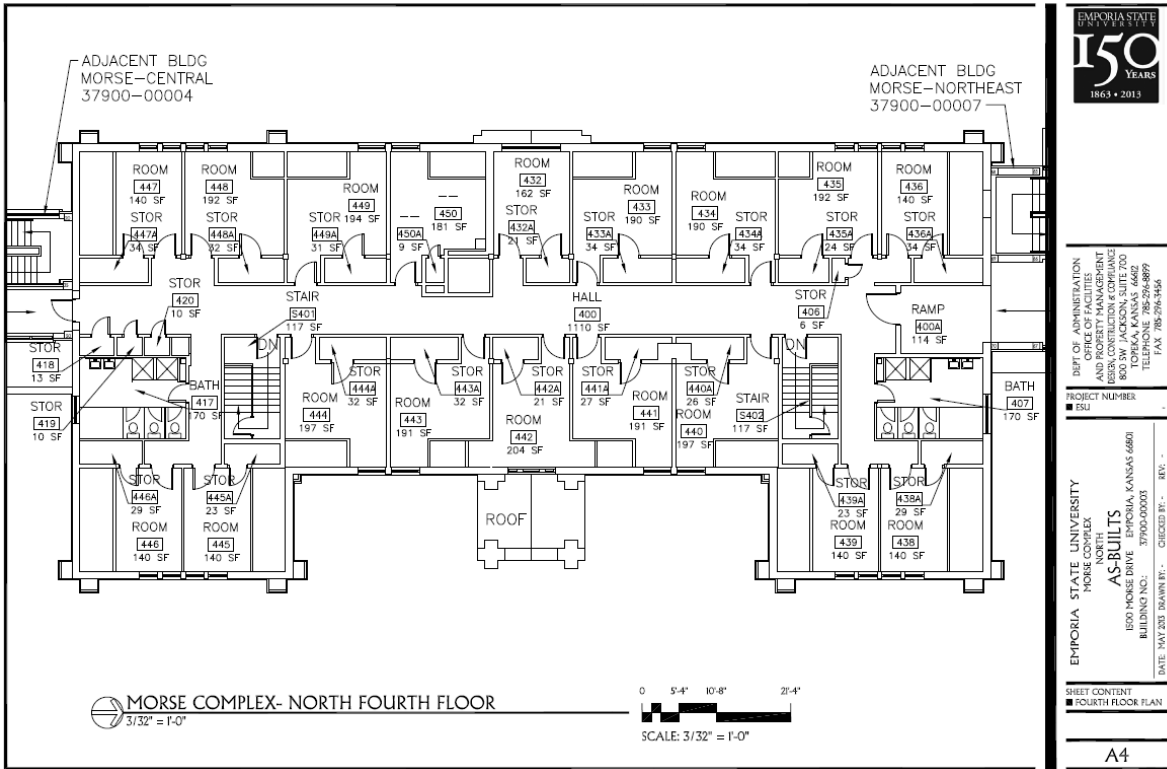 ADJACENT BLDG
MORSE-CENTRAL
37900-00004
ADJACENT BLDG
MORSE-NORTHEAST
37900-00007
ROOM
447
140 SF
STOR
447A
34 SF
ROOM
448
192 SF
STOR
448A
32 SF
ROOM
449
194 SF
STOR
449A
31 SF
450
181 SF
450A
9 SF
ROOM
432
162 SF
STOR
432A
21 SF
ROOM
433
190 SF
STOR
433A
34 SF
ROOM
434
190 SF
STOR
434A
34 SF
ROOM
435
192 SF
STOR
435A
24 SF
ROOM
436
140 SF
STOR
436A
34 SF
STOR
420
10 SF
STAIR
S401
117 SF
DN
HALL
400
1110 SF
STOR
406
6 SF
DN
RAMP
400A
114 SF
STOR
418
13 SF
STOR
419
10 SF
BATH
417
170 SF
ROOM
444
197 SF
STOR
444A
32 SF
ROOM
443
191 SF
STOR
443A
32 SF
ROOM
442
204 SF
STOR
442A
21 SF
STOR
441A
27 SF
ROOM
441
191 SF
STOR
440A
26 SF
ROOM
440
197 SF
STAIR
S402
117 SF
BATH
407
170 SF
STOR
446A
29 SF
ROOM
446
140 SF
STOR
445A
23 SF
ROOM
445
140 SF
ROOF
STOR
439A
23 SF
ROOM
439
140 SF
STOR
438A
29 SF
ROOM
438
140 SF
MORSE COMPLEX- NORTH FOURTH FLOOR
3/32" = 1'-0"
0 5'-4" 10'-8" 21'-4"
SCALE: 3/32" = 1'-0"
EMPORIA STATE
UNIVERSITY
150
YEARS
1863 • 2013
DEPT OF ADMINISTRATION
OFFICE OF FACILITIES
AND PROPERTY MANAGEMENT
DESIGN, CONSTRUCTION & COMPLIANCE
800 SW JACKSON, SUITE 700
TOPEKA, KANSAS 66612
TELEPHONE 785-296-8899
FAX 785-296-3456
PROJECT NUMBER
ESU -
EMPORIA STATE UNIVERSITY
MORSE COMPLEX
NORTH
AS-BUILTS
1500 MORSE DRIVE EMPORIA, KANSAS 66801
BUILDING NO.: 37900-00003
DATE: MAY 2013 DRAWN BY: - CHECKED BY: - REV.: -
SHEET CONTENT
FOURTH FLOOR PLAN
A4